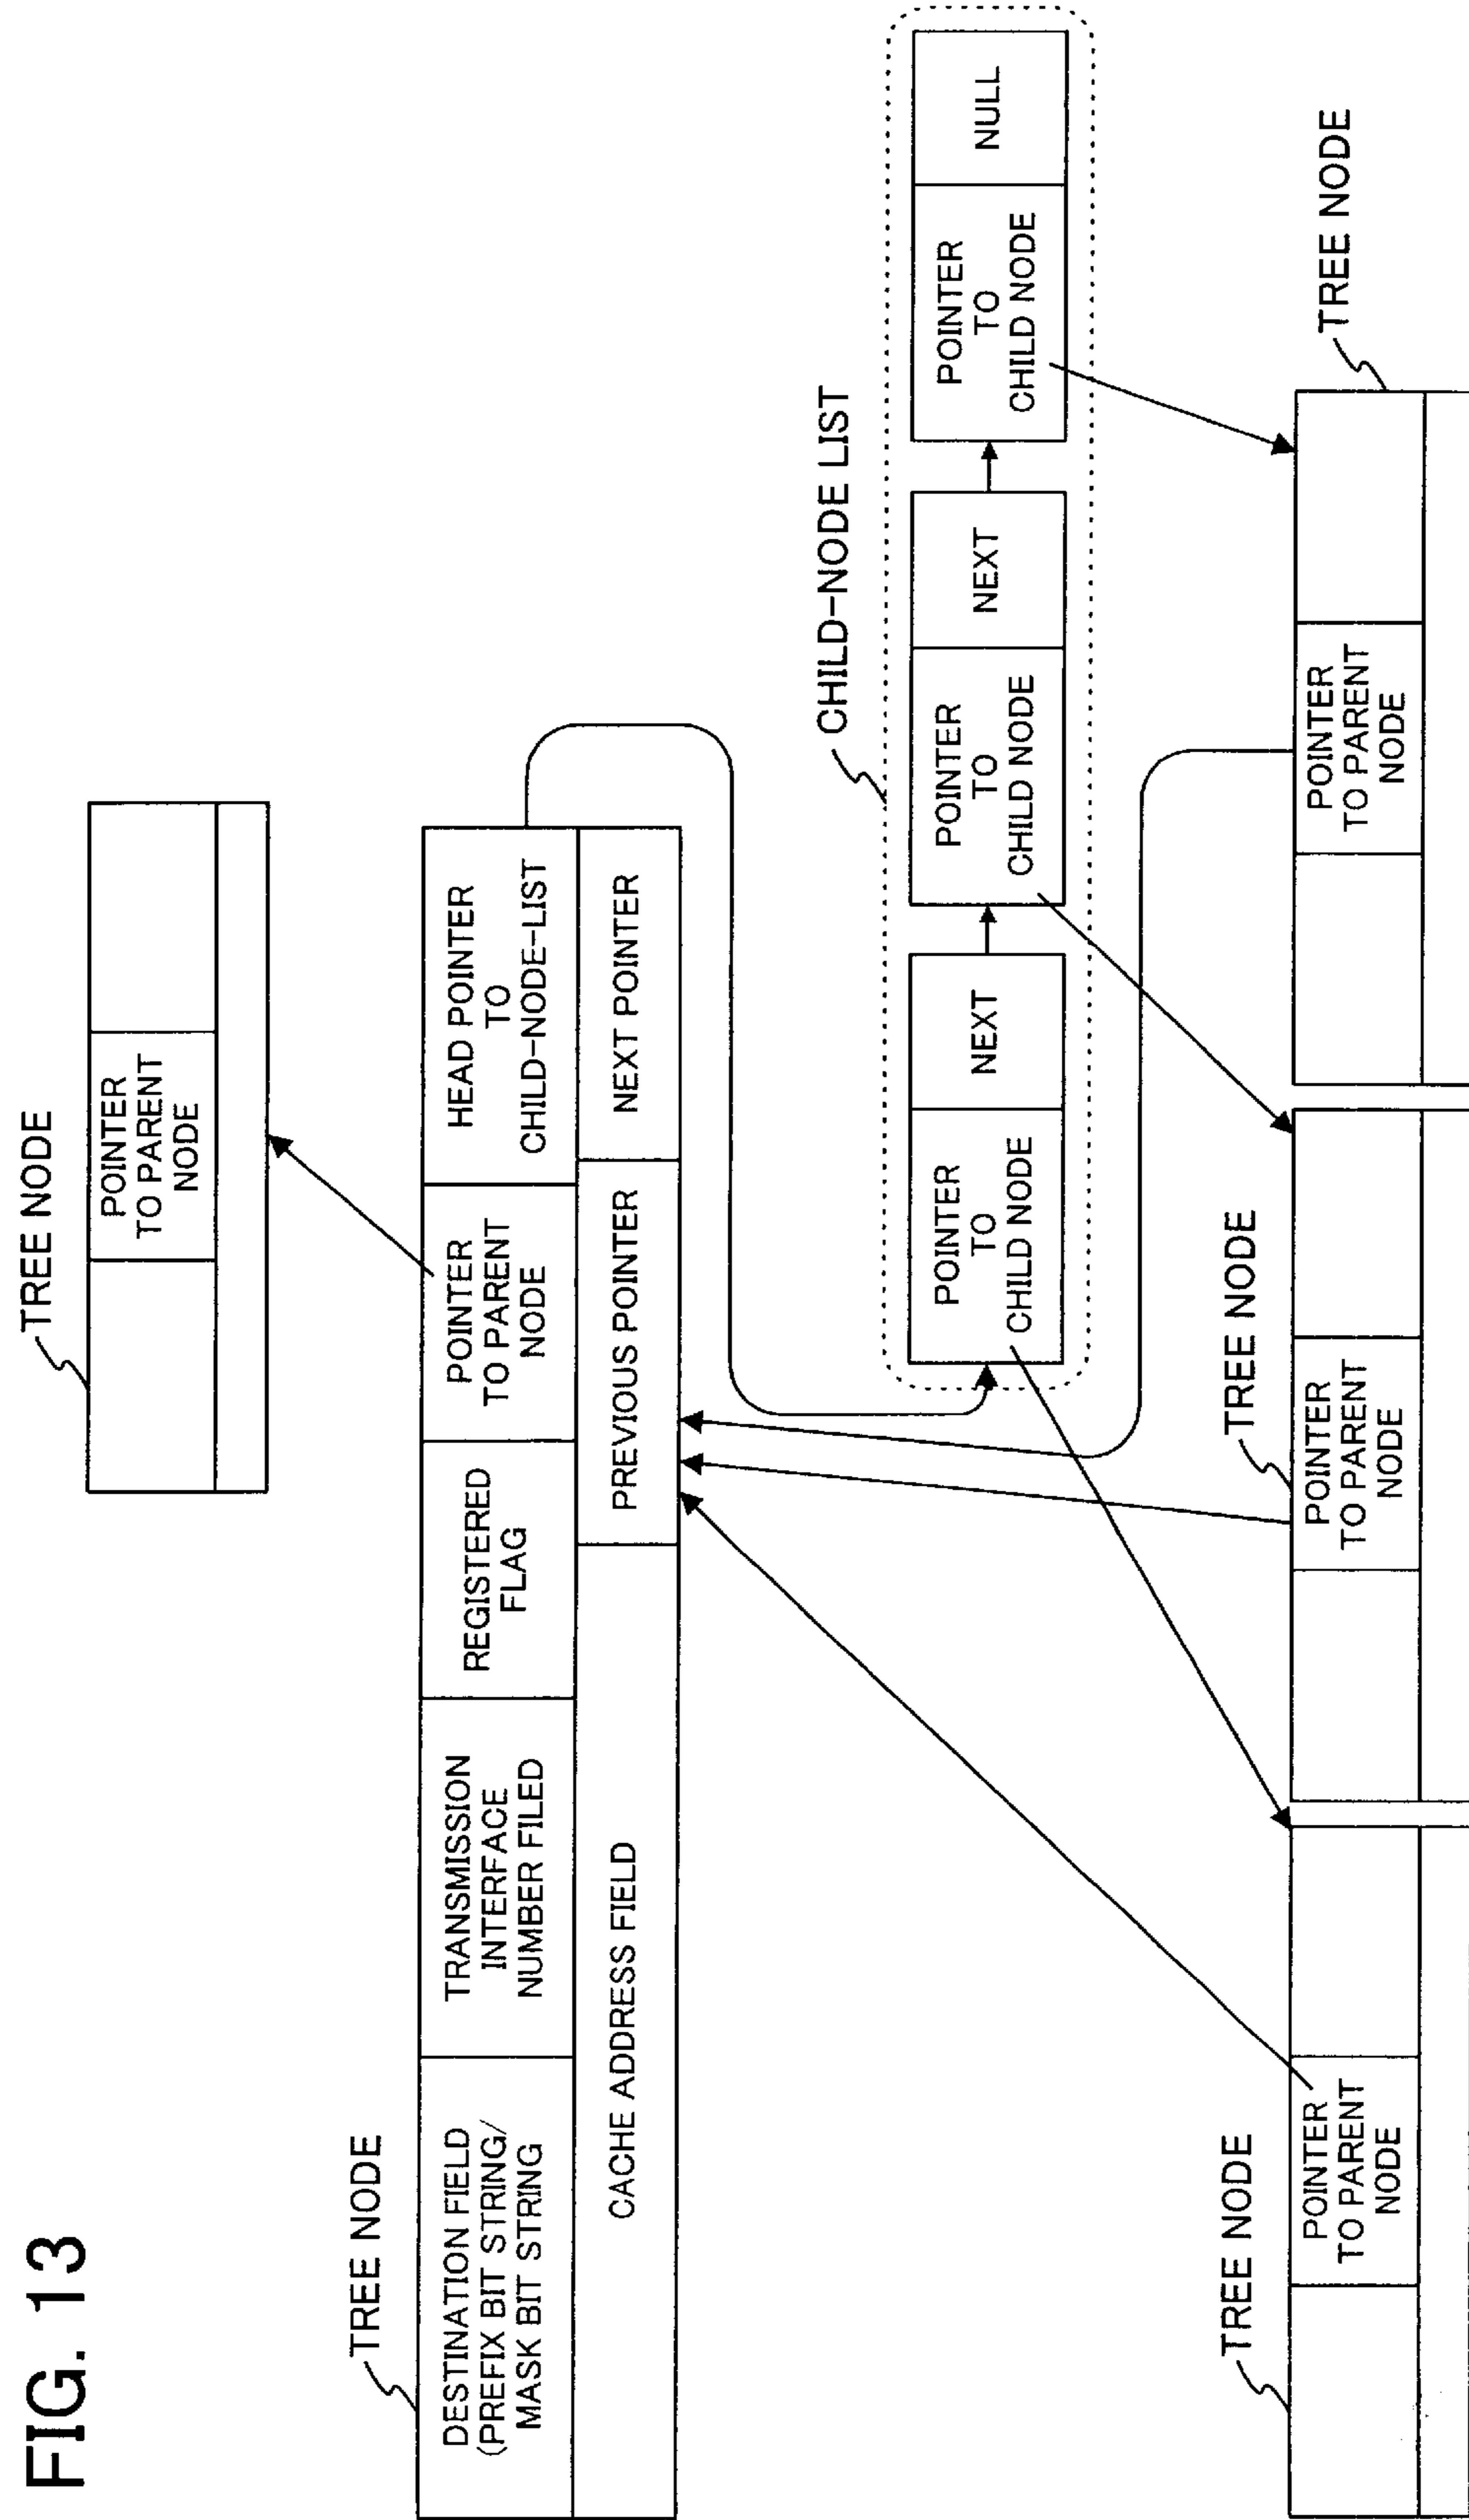 FIG. 13
TREE NODE
POINTER
TO PARENT
NODE
TREE NODE
DESTINATION FIELD
(PREFIX BIT STRING/
MASK BIT STRING
TRANSMISSION
INTERFACE
NUMBER FILED
REGISTERED
FLAG
POINTER
TO PARENT
NODE
HEAD POINTER
TO
CHILD-NODE-LIST
CACHE ADDRESS FIELD
PREVIOUS POINTER
NEXT POINTER
CHILD-NODE LIST
POINTER
TO
CHILD NODE
NEXT
POINTER
TO
CHILD NODE
NEXT
POINTER
TO
CHILD NODE
NULL
TREE NODE
POINTER
TO PARENT
NODE
TREE NODE
POINTER
TO PARENT
NODE
TREE NODE
POINTER
TO PARENT
NODE